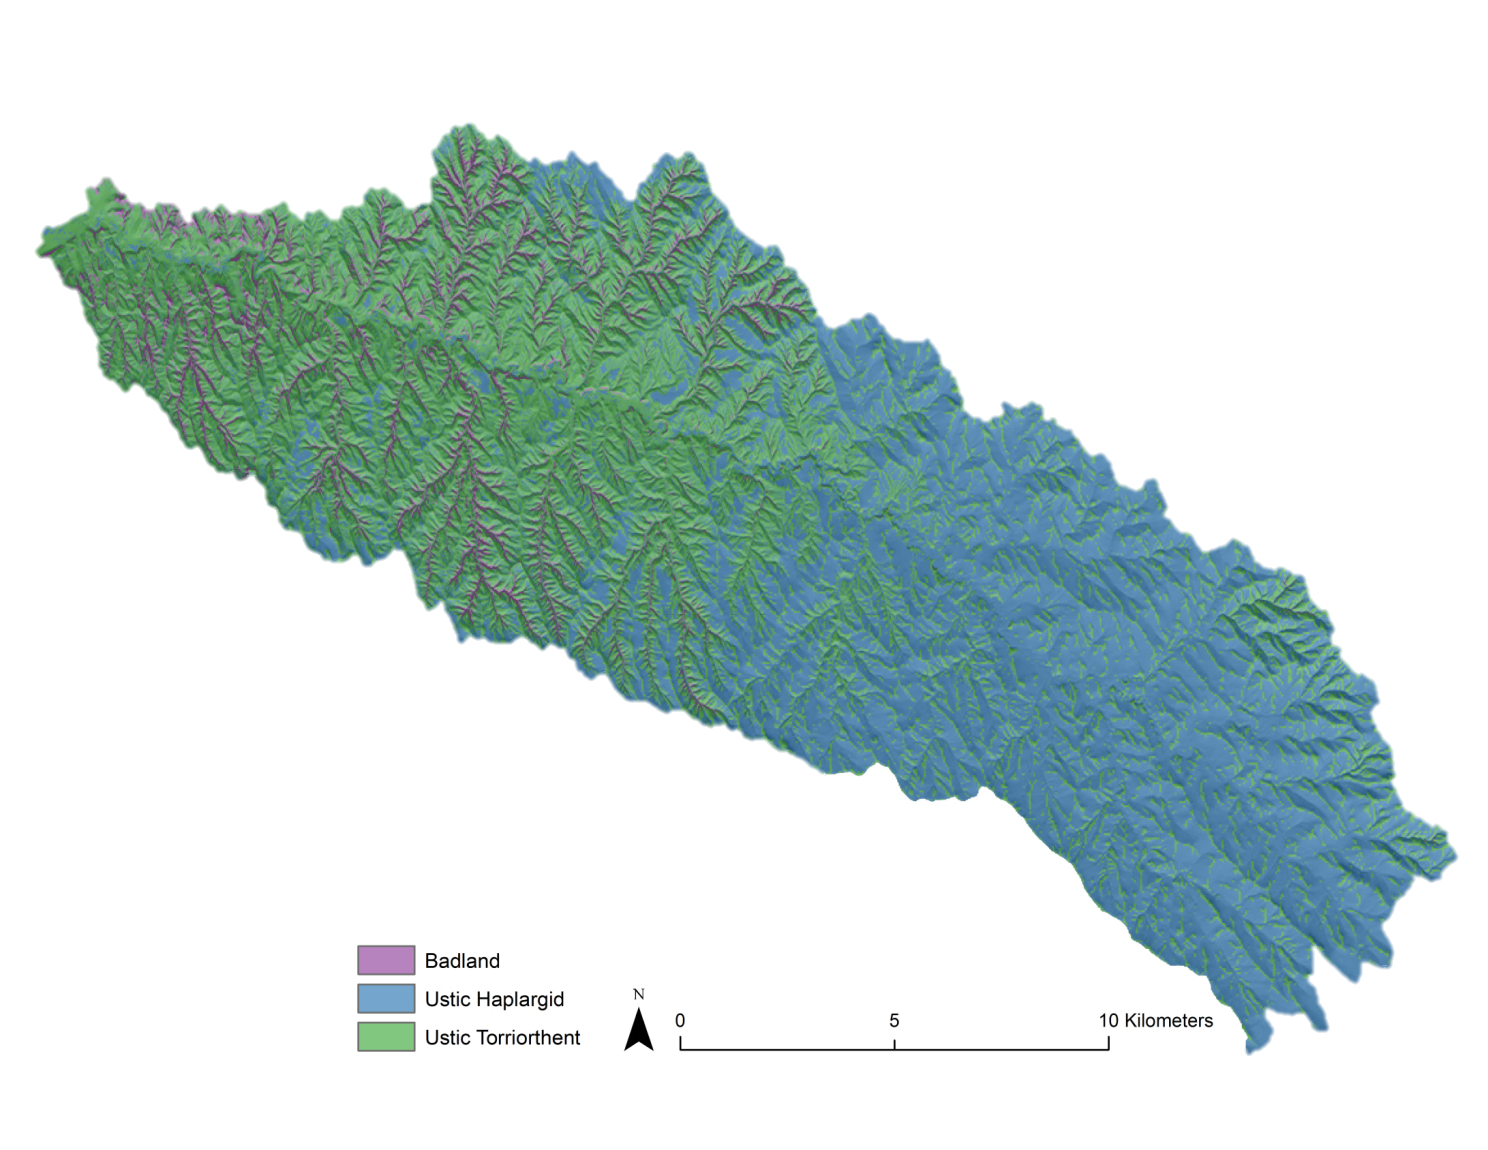 Badland
Ustic Haplargid
Ustic Torriorthent
N
0 5 10 Kilometers